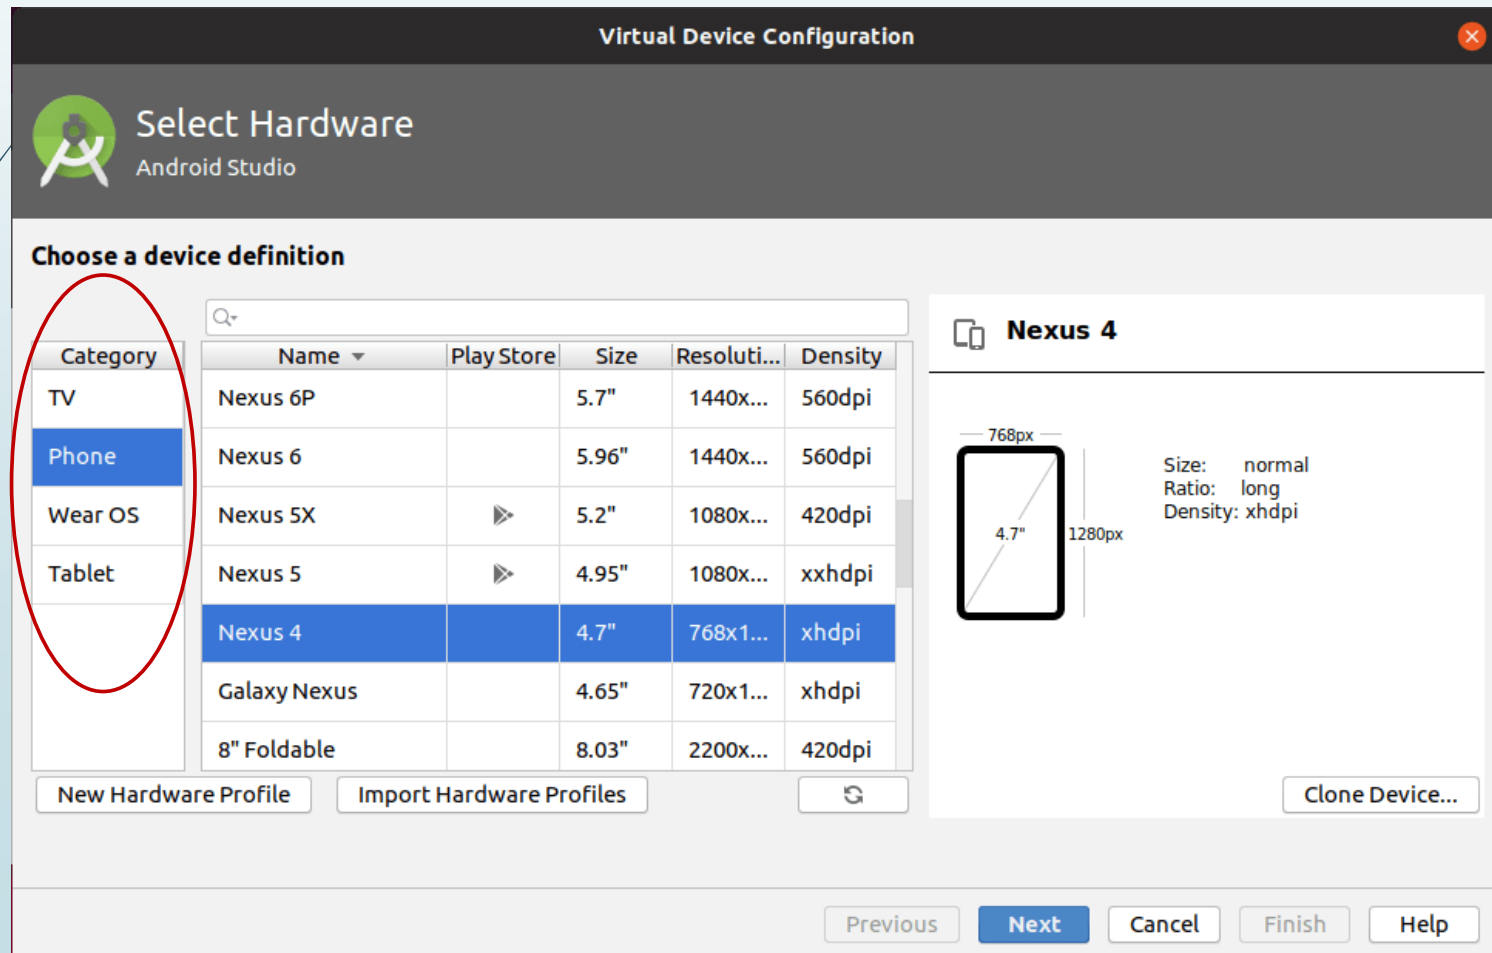 Virtual Device Configuration
Select Hardware
Android Studio
Choose a device definition
Category
TV
Phone
Wear OS
Tablet
Name Play Store Size Resoluti... Density
Nexus 6P 5.7" 1440x... 560dpi
Nexus 6 5.96" 1440x... 560dpi
Nexus 5X 5.2" 1080x... 420dpi
Nexus 5 4.95" 1080x... xxhdpi
Nexus 4 4.7" 768x1... xhdpi
Galaxy Nexus 4.65" 720x1... xhdpi
8" Foldable 8.03" 2200x... 420dpi
New Hardware Profile Import Hardware Profiles
Nexus 4
768px
4.7" 1280px
Size: normal
Ratio: long
Density: xhdpi
Clone Device...
Previous Next Cancel Finish Help